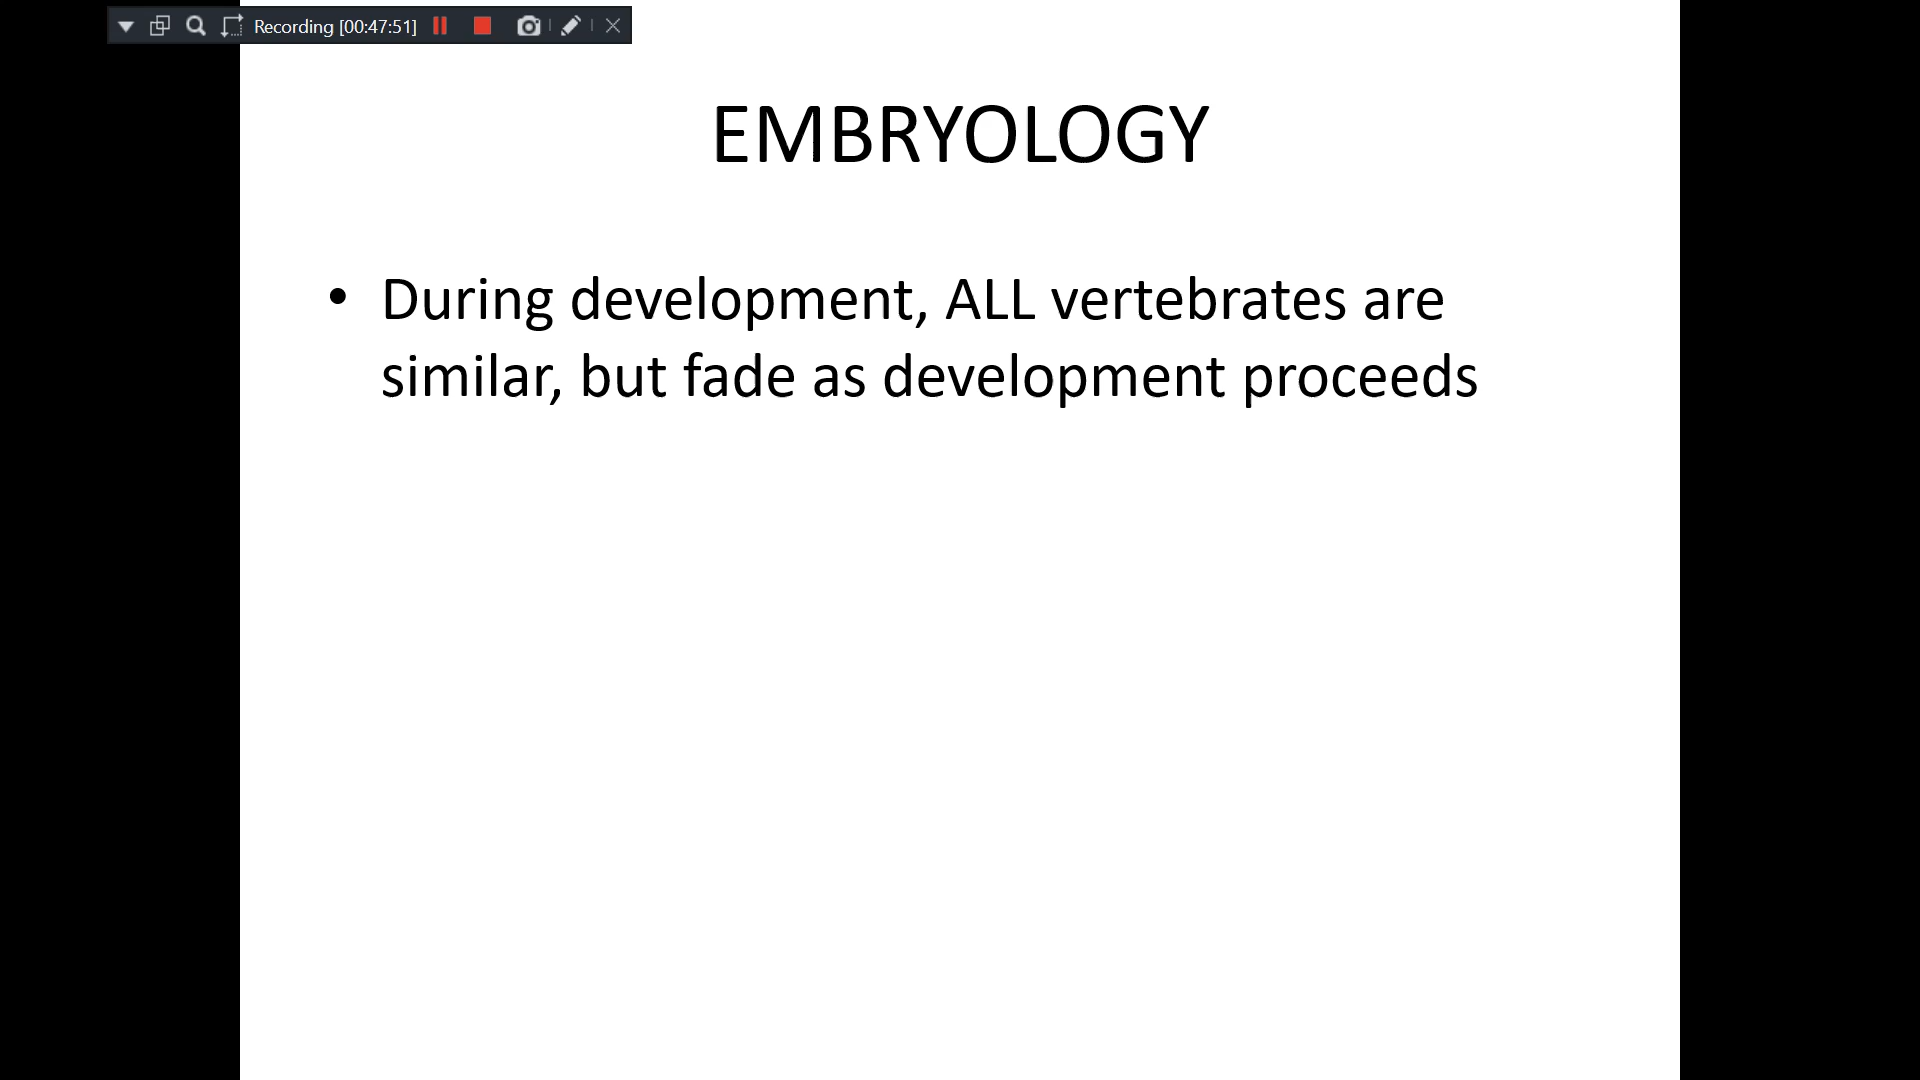 Recording [00:47:51]
EMBRYOLOGY
• During development, ALL vertebrates are
similar, but fade as development proceeds